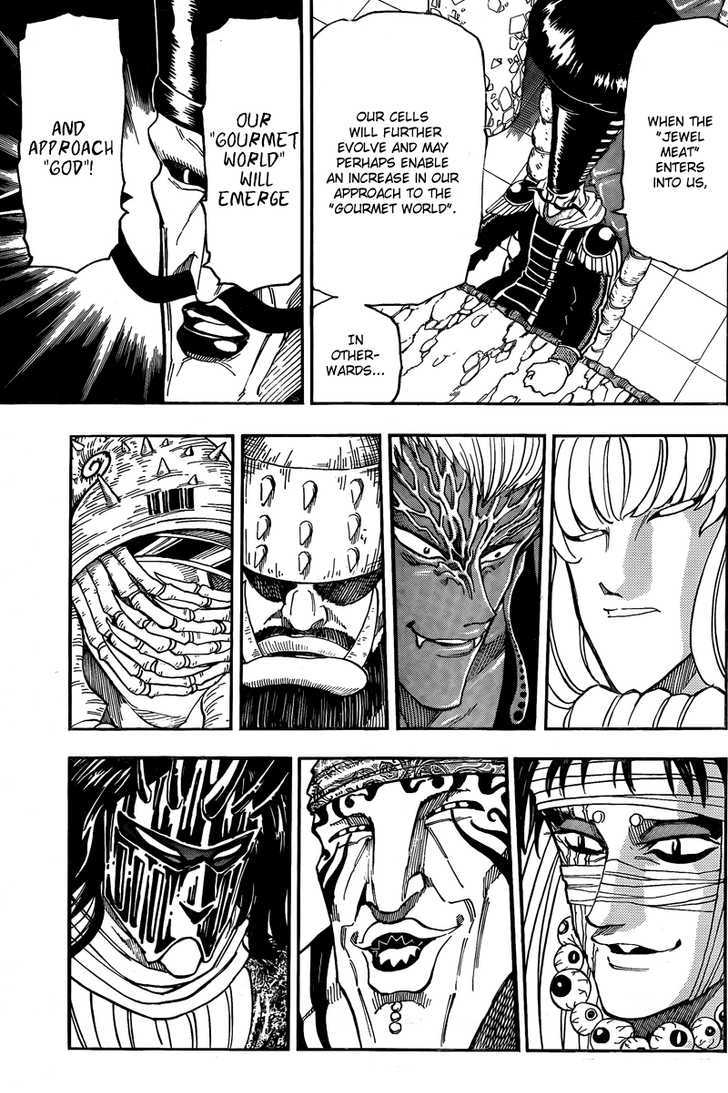 WHEN THE
"JEWEL
MEAT"
ENTERS
INTO US,
OUR CELLS
WILL FURTHER
EVOLVE AND MAY
PERHAPS ENABLE
AN INCREASE IN OUR
APPROACH TO THE
"GOURMET WORLD".
IN
OTHER-
WARDS...
OUR
"GOURMET
WORLD"
WILL
EMERGE
AND
APPROACH
"GOD"!